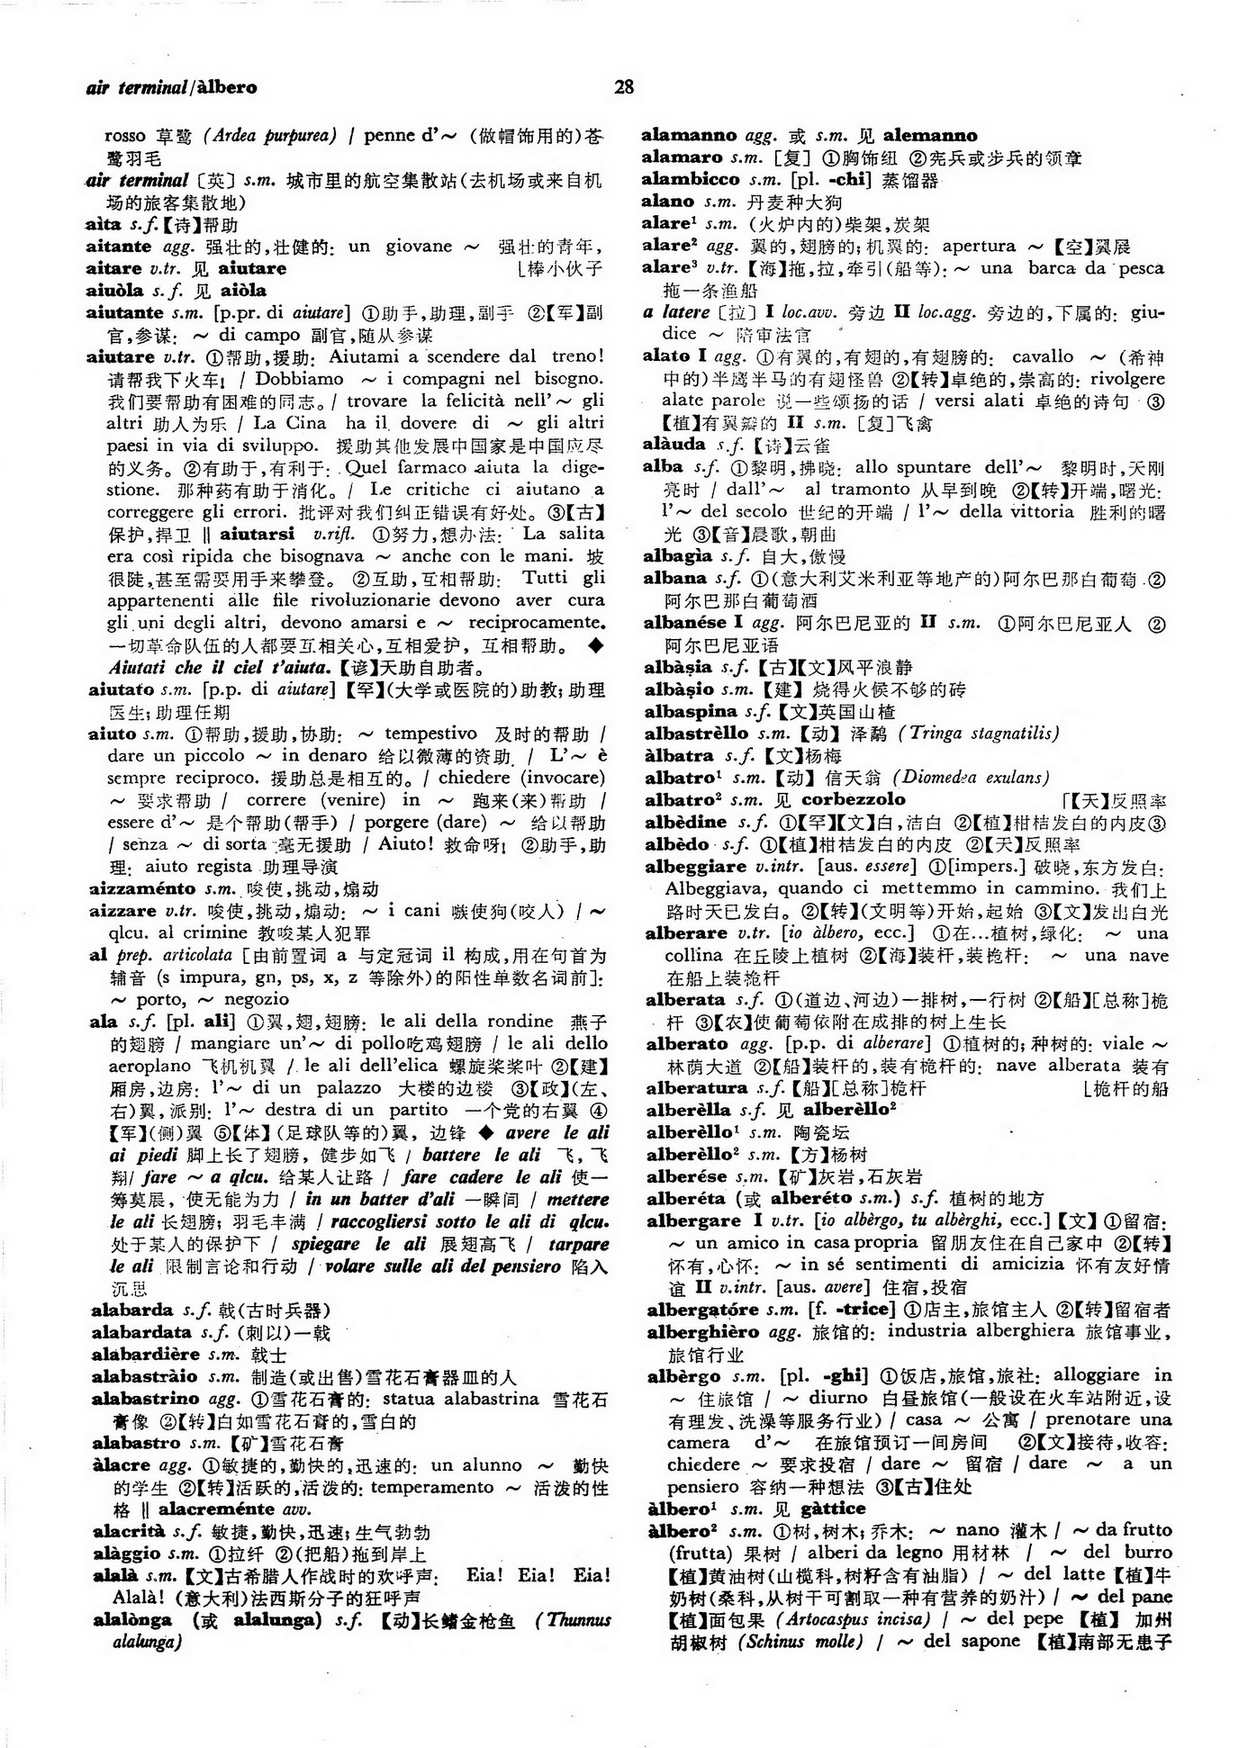 air terminal/àlbero
28
rosso 草鹭 (Ardea purpurea) / penne d'～ (做帽饰用的)苍
鹭羽毛
air terminal〔英〕s.m. 城市里的航空集散站(去机场或来自机
场的旅客集散地)
aìta s.f.【诗】帮助
aitante agg. 强壮的,壮健的: un giovane ～ 强壮的青年,
aitare v.tr. 见 aiutare ⌊棒小伙子
aiuòla s.f. 见 aiòla
aiutante s.m. [p.pr. di aiutare] ①助手,助理,副手 ②【军】副
官,参谋: ～ di campo 副官,随从参谋
aiutare v.tr. ①帮助,援助: Aiutami a scendere dal treno!
请帮我下火车! / Dobbiamo ～ i compagni nel bisogno.
我们要帮助有困难的同志。/ trovare la felicità nell'～ gli
altri 助人为乐 / La Cina ha il dovere di ～ gli altri
paesi in via di sviluppo. 援助其他发展中国家是中国应尽
的义务。②有助于,有利于: Quel farmaco aiuta la dige-
stione. 那种药有助于消化。/ Le critiche ci aiutano a
correggere gli errori. 批评对我们纠正错误有好处。③【古】
保护,捍卫 ‖ aiutarsi v.rifl. ①努力,想办法: La salita
era così ripida che bisognava ～ anche con le mani. 坡
很陡,甚至需要用手来攀登。②互助,互相帮助: Tutti gli
appartenenti alle file rivoluzionarie devono aver cura
gli uni degli altri, devono amarsi e ～ reciprocamente.
一切革命队伍的人都要互相关心,互相爱护, 互相帮助。 ◆
Aiutati che il ciel t'aiuta.【谚】天助自助者。
aiutato s.m. [p.p. di aiutare]【罕】(大学或医院的)助教; 助理
医生; 助理任期
aiuto s.m. ①帮助,援助,协助: ～ tempestivo 及时的帮助 /
dare un piccolo ～ in denaro 给以微薄的资助 / L'～ è
sempre reciproco. 援助总是相互的。/ chiedere (invocare)
～ 要求帮助 / correre (venire) in ～ 跑来(来)帮助 /
essere d'～ 是个帮助(帮手) / porgere (dare) ～ 给以帮助
/ senza ～ di sorta 毫无援助 / Aiuto! 救命呀! ②助手,助
理: aiuto regista 助理导演
aizzaménto s.m. 唆使,挑动,煽动
aizzare v.tr. 唆使,挑动,煽动: ～ i cani 嗾使狗(咬人) / ～
qlcu. al crimine 教唆某人犯罪
al prep. articolata [由前置词 a 与定冠词 il 构成,用在句首为
辅音 (s impura, gn, ps, x, z 等除外)的阳性单数名词前]:
～ porto, ～ negozio
ala s.f. [pl. ali] ①翼,翅,翅膀: le ali della rondine 燕子
的翅膀 / mangiare un'～ di pollo吃鸡翅膀 / le ali dello
aeroplano 飞机机翼 / le ali dell'elica 螺旋桨桨叶 ②【建】
厢房,边房: l'～ di un palazzo 大楼的边楼 ③【政】(左、
右)翼,派别: l'～ destra di un partito 一个党的右翼 ④
【军】(侧)翼 ⑤【体】(足球队等的)翼, 边锋 ◆ avere le ali
ai piedi 脚上长了翅膀, 健步如飞 / battere le ali 飞,飞
翔/ fare ～ a qlcu. 给某人让路 / fare cadere le ali 使一
筹莫展, 使无能为力 / in un batter d'ali 一瞬间 / mettere
le ali 长翅膀; 羽毛丰满 / raccogliersi sotto le ali di qlcu.
处于某人的保护下 / spiegare le ali 展翅高飞 / tarpare
le ali 限制言论和行动 / volare sulle ali del pensiero 陷入
沉思
alabarda s.f. 戟(古时兵器)
alabardata s.f. (刺以)一戟
alabardière s.m. 戟士
alabastràio s.m. 制造(或出售)雪花石膏器皿的人
alabastrino agg. ①雪花石膏的: statua alabastrina 雪花石
膏像 ②【转】白如雪花石膏的,雪白的
alabastro s.m.【矿】雪花石膏
àlacre agg. ①敏捷的,勤快的,迅速的: un alunno ～ 勤快
的学生 ②【转】活跃的,活泼的: temperamento ～ 活泼的性
格 ‖ alacreménte avv.
alacrità s.f. 敏捷,勤快,迅速; 生气勃勃
alàggio s.m. ①拉纤 ②(把船)拖到岸上
alalà s.m.【文】古希腊人作战时的欢呼声: Eia! Eia! Eia!
Alalà! (意大利)法西斯分子的狂呼声
alalònga (或 alalunga) s.f.【动】长鳍金枪鱼 (Thunnus
alalunga)
alamanno agg. 或 s.m. 见 alemanno
alamaro s.m. [复] ①胸饰纽 ②宪兵或步兵的领章
alambicco s.m. [pl. -chi] 蒸馏器
alano s.m. 丹麦种大狗
alare¹ s.m. (火炉内的)柴架,炭架
alare² agg. 翼的,翅膀的; 机翼的: apertura ～【空】翼展
alare³ v.tr.【海】拖,拉,牵引(船等): ～ una barca da pesca
拖一条渔船
a latere〔拉〕I loc.avv. 旁边 II loc.agg. 旁边的,下属的: giu-
dice ～ 陪审法官
alato I agg. ①有翼的,有翅的,有翅膀的: cavallo ～ (希神
中的)半鹰半马的有翅怪兽 ②【转】卓绝的,崇高的: rivolgere
alate parole 说一些颂扬的话 / versi alati 卓绝的诗句 ③
【植】有翼瓣的 II s.m. [复]飞禽
alàuda s.f.【诗】云雀
alba s.f. ①黎明,拂晓: allo spuntare dell'～ 黎明时,天刚
亮时 / dall'～ al tramonto 从早到晚 ②【转】开端,曙光:
l'～ del secolo 世纪的开端 / l'～ della vittoria 胜利的曙
光 ③【音】晨歌,朝曲
albagìa s.f. 自大,傲慢
albana s.f. ①(意大利艾米利亚等地产的)阿尔巴那白葡萄 ②
阿尔巴那白葡萄酒
albanése I agg. 阿尔巴尼亚的 II s.m. ①阿尔巴尼亚人 ②
阿尔巴尼亚语
albàṣia s.f.【古】【文】风平浪静
albàṣio s.m.【建】烧得火候不够的砖
albaspina s.f.【文】英国山楂
albastrèllo s.m.【动】泽鹬 (Tringa stagnatilis)
àlbatra s.f.【文】杨梅
albatro¹ s.m.【动】信天翁 (Diomedea exulans)
albatro² s.m. 见 corbezzolo ⌈【天】反照率
albèdine s.f. ①【罕】【文】白,洁白 ②【植】柑桔发白的内皮③
albèdo s.f. ①【植】柑桔发白的内皮 ②【天】反照率
albeggiare v.intr. [aus. essere] ①[impers.] 破晓,东方发白:
Albeggiava, quando ci mettemmo in cammino. 我们上
路时天已发白。②【转】(文明等)开始,起始 ③【文】发出白光
alberare v.tr. [io àlbero, ecc.] ①在…植树,绿化: ～ una
collina 在丘陵上植树 ②【海】装杆,装桅杆: ～ una nave
在船上装桅杆
alberata s.f. ①(道边、河边)一排树,一行树 ②【船】[总称]桅
杆 ③【农】使葡萄依附在成排的树上生长
alberato agg. [p.p. di alberare] ①植树的; 种树的: viale ～
林荫大道 ②【船】装杆的,装有桅杆的: nave alberata 装有
alberatura s.f.【船】[总称]桅杆 ⌊桅杆的船
alberèlla s.f. 见 alberèllo²
alberèllo¹ s.m. 陶瓷坛
alberèllo² s.m.【方】杨树
alberése s.m.【矿】灰岩,石灰岩
alberéta (或 alberéto s.m.) s.f. 植树的地方
albergare I v.tr. [io albèrgo, tu albèrghi, ecc.]【文】①留宿:
～ un amico in casa propria 留朋友住在自己家中 ②【转】
怀有,心怀: ～ in sé sentimenti di amicizia 怀有友好情
谊 II v.intr. [aus. avere] 住宿,投宿
albergatóre s.m. [f. -trice] ①店主,旅馆主人 ②【转】留宿者
alberghièro agg. 旅馆的: industria alberghiera 旅馆事业,
旅馆行业
albèrgo s.m. [pl. -ghi] ①饭店,旅馆,旅社: alloggiare in
～ 住旅馆 / ～ diurno 白昼旅馆(一般设在火车站附近,设
有理发、洗澡等服务行业) / casa ～ 公寓 / prenotare una
camera d'～ 在旅馆预订一间房间 ②【文】接待,收容:
chiedere ～ 要求投宿 / dare ～ 留宿 / dare ～ a un
pensiero 容纳一种想法 ③【古】住处
àlbero¹ s.m. 见 gàttice
àlbero² s.m. ①树,树木; 乔木: ～ nano 灌木 / ～ da frutto
(frutta) 果树 / alberi da legno 用材林 / ～ del burro
【植】黄油树(山榄科,树籽含有油脂) / ～ del latte【植】牛
奶树(桑科,从树干可割取一种有营养的奶汁) / ～ del pane
【植】面包果 (Artocaspus incisa) / ～ del pepe【植】加州
胡椒树 (Schinus molle) / ～ del sapone【植】南部无患子